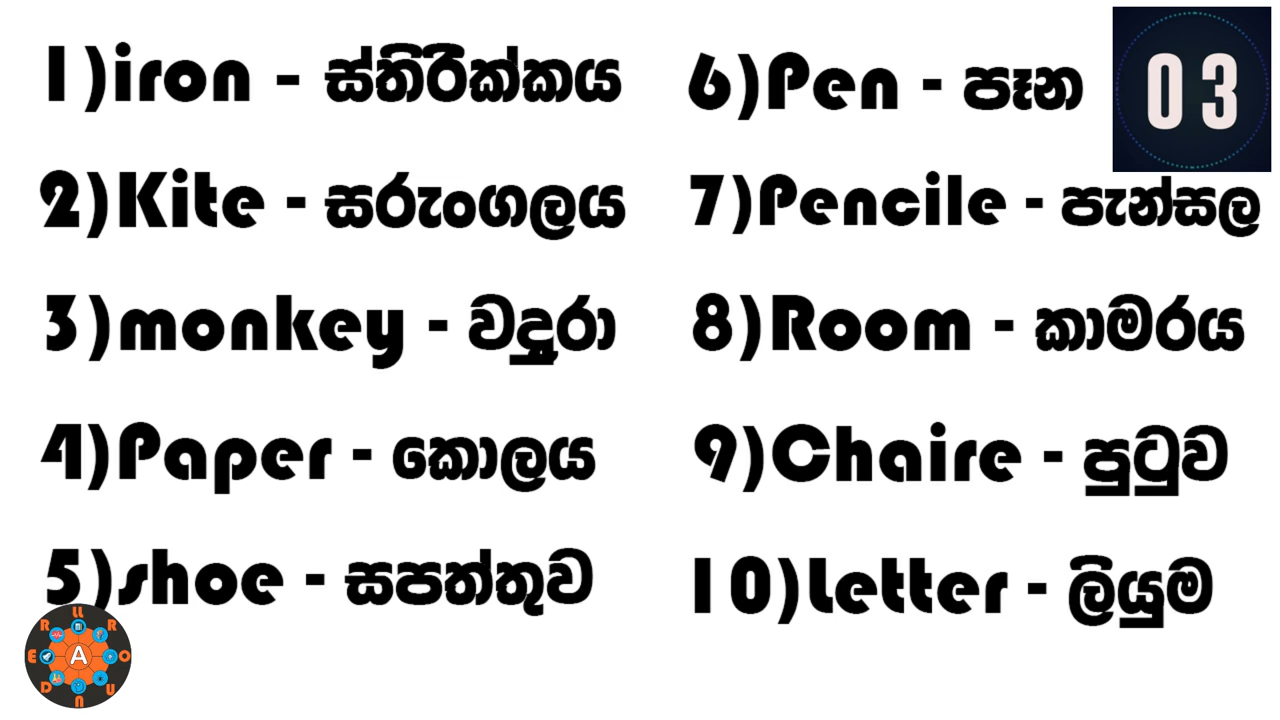 1)iron - ස්තිරික්කය
2)Kite - සරුංගලය
3)monkey - වඳුරා
4)Paper - කොලය
5)shoe - සපත්තුව
6)Pen - පෑන
03
7)Pencile - පැන්සල
8)Room - කාමරය
9)Chaire - පුටුව
10)Letter - ලියුම
A